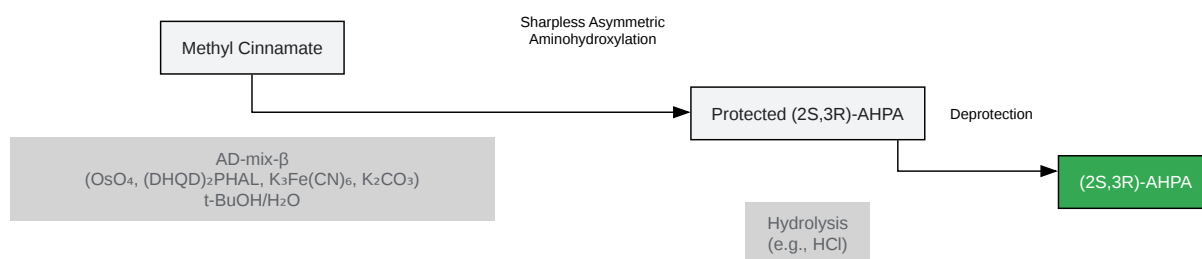 Sharpless Asymmetric
Aminohydroxylation
Methyl Cinnamate
Protected (2S,3R)-AHPA
Deprotection
AD-mix-β
(OsO₄, (DHQD)₂PHAL, K₃Fe(CN)₆, K₂CO₃)
t-BuOH/H₂O
(2S,3R)-AHPA
Hydrolysis
(e.g., HCl)